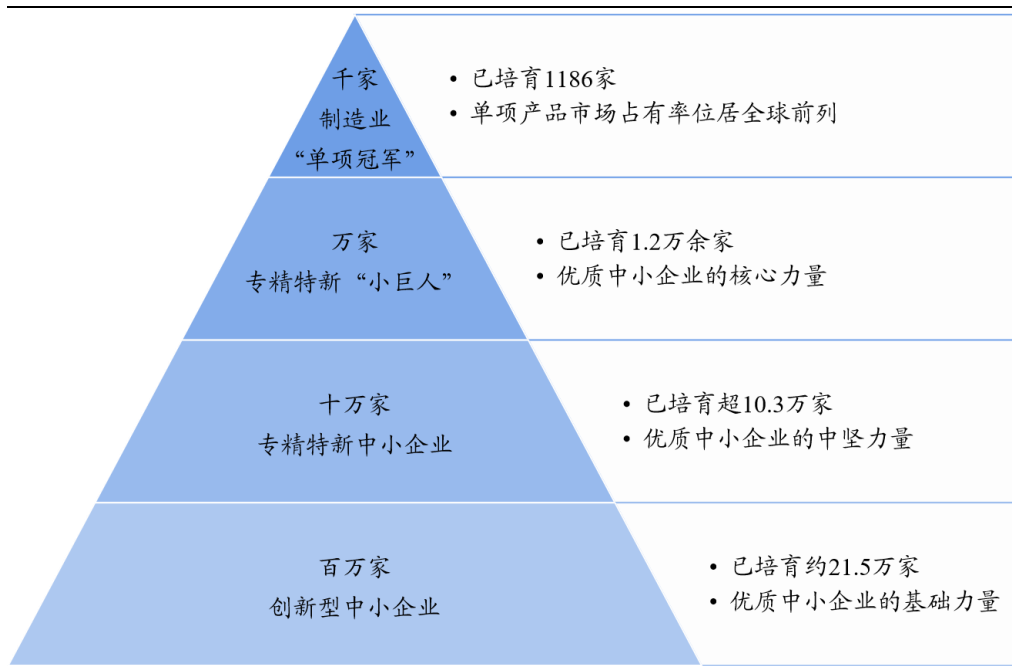 千家
制造业
“单项冠军”
• 已培育1186家
• 单项产品市场占有率位居全球前列
万家
专精特新“小巨人”
• 已培育1.2万余家
• 优质中小企业的核心力量
十万家
专精特新中小企业
• 已培育超10.3万家
• 优质中小企业的中坚力量
百万家
创新型中小企业
• 已培育约21.5万家
• 优质中小企业的基础力量